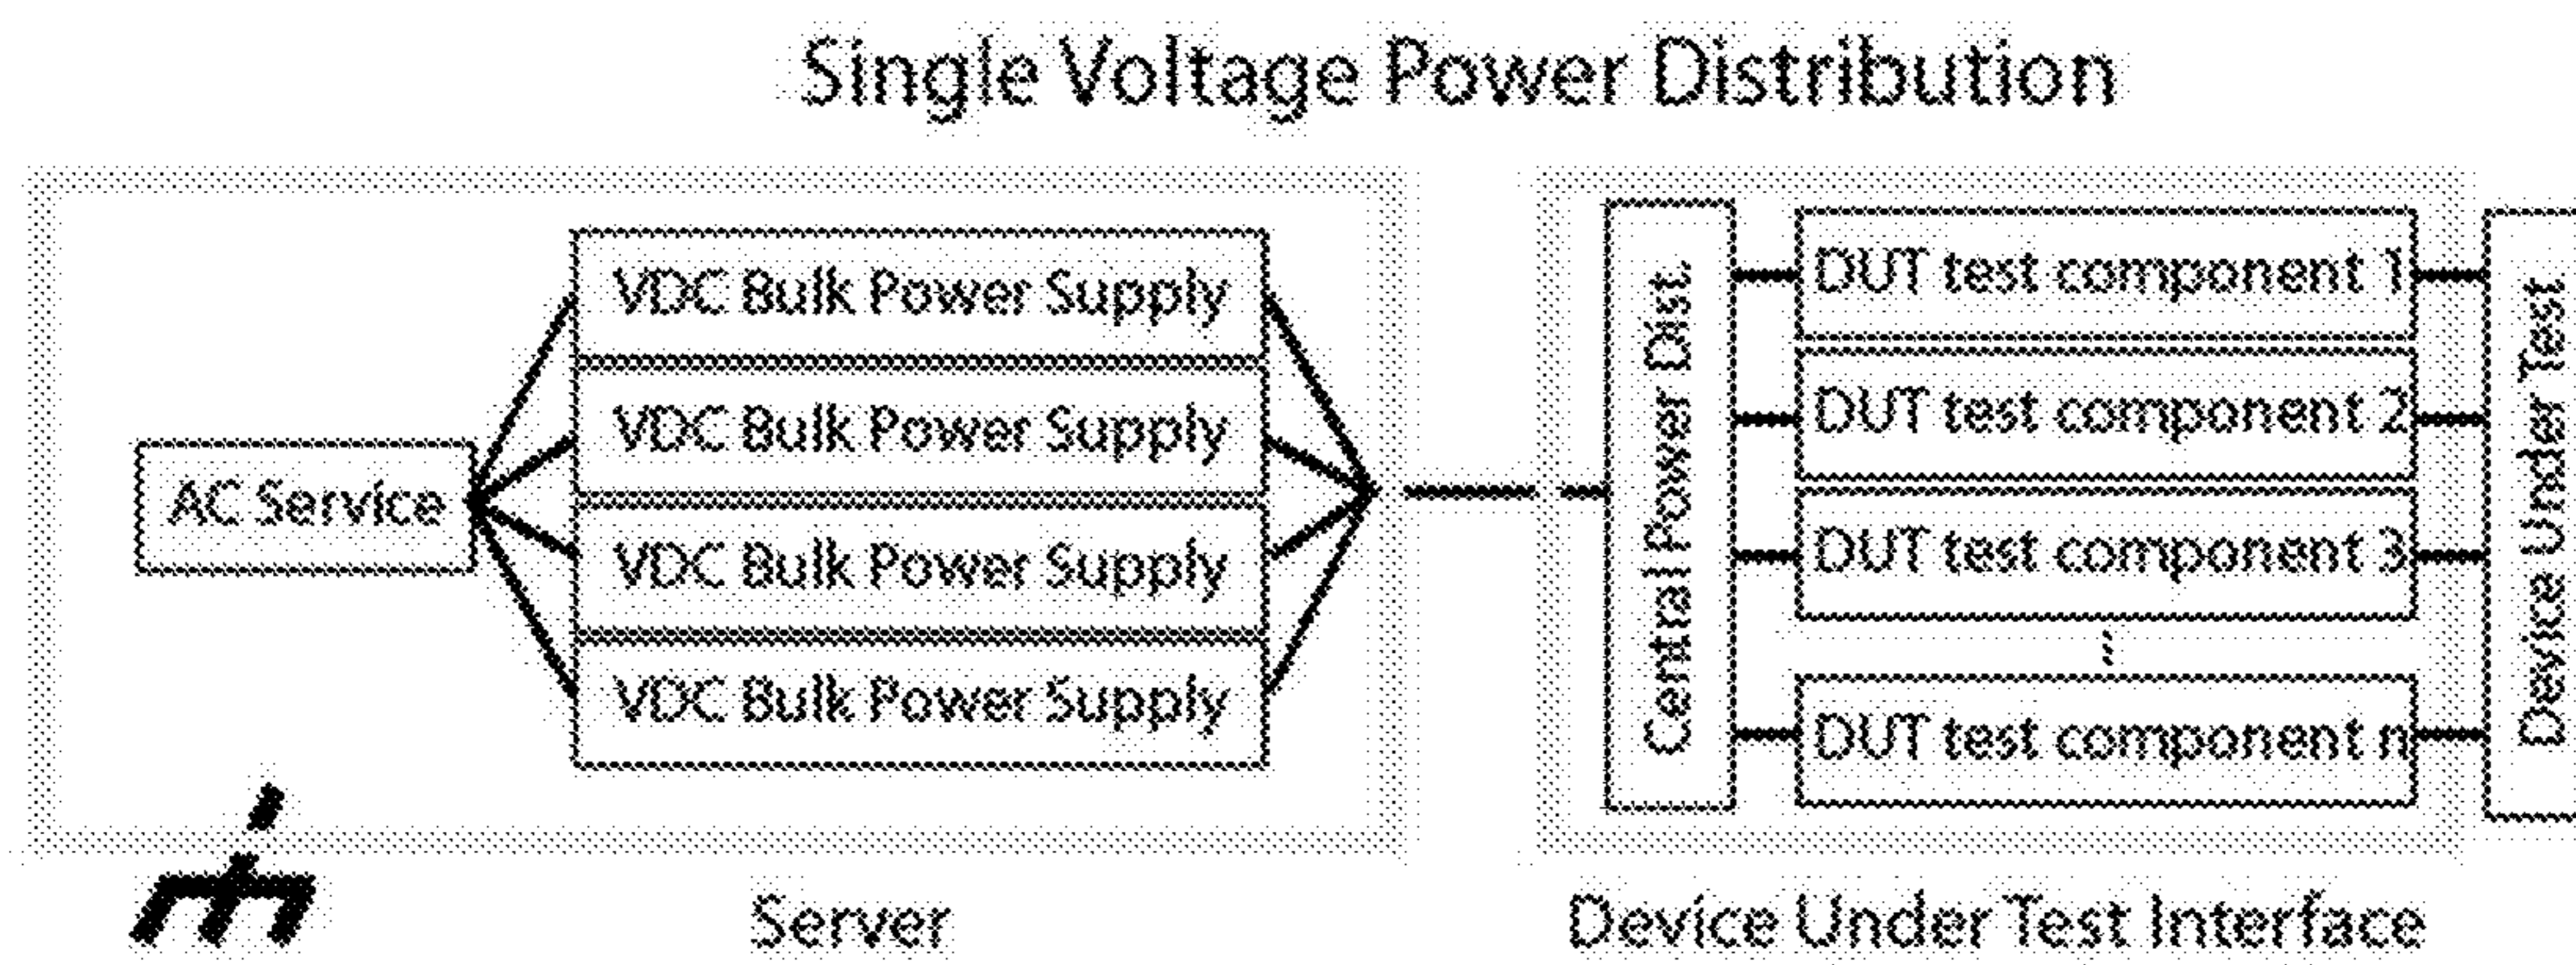 Single Voltage Power Distribution
AC Service
VDC Bulk Power Supply
VDC Bulk Power Supply
VDC Bulk Power Supply
VDC Bulk Power Supply
Server
Central Power Dist.
DUT test component 1
DUT test component 2
DUT test component 3
DUT test component n
Device Under Test
Device Under Test Interface